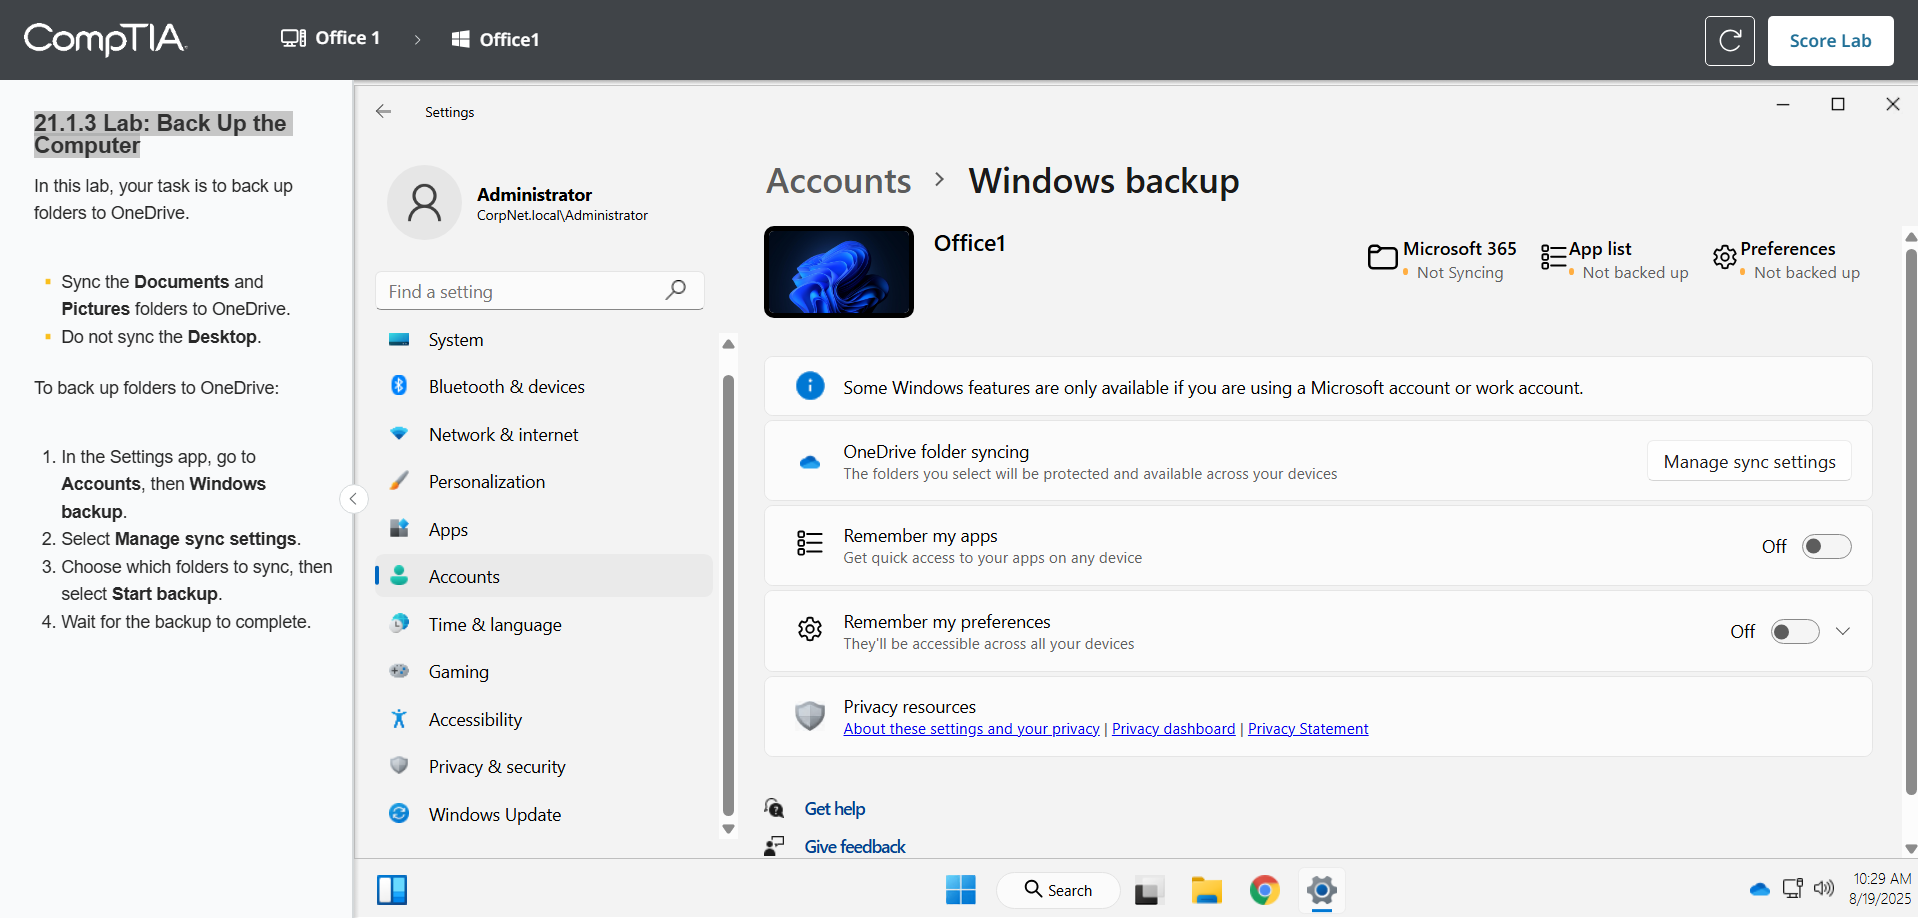 CompTIA
Office 1
Office1
Score Lab
21.1.3 Lab: Back Up the
Computer
In this lab, your task is to back up
folders to OneDrive.
Sync the Documents and
Pictures folders to OneDrive.
Do not sync the Desktop.
To back up folders to OneDrive:
1. In the Settings app, go to
Accounts, then Windows
backup.
2. Select Manage sync settings.
3. Choose which folders to sync, then
select Start backup.
4. Wait for the backup to complete.
Settings
Administrator
CorpNet.local\Administrator
Find a setting
System
Bluetooth & devices
Network & internet
Personalization
Apps
Accounts
Time & language
Gaming
Accessibility
Privacy & security
Windows Update
Accounts > Windows backup
Office1
Microsoft 365
Not Syncing
App list
Not backed up
Preferences
Not backed up
Some Windows features are only available if you are using a Microsoft account or work account.
OneDrive folder syncing
The folders you select will be protected and available across your devices
Manage sync settings
Remember my apps
Get quick access to your apps on any device
Off
Remember my preferences
They'll be accessible across all your devices
Off
Privacy resources
About these settings and your privacy | Privacy dashboard | Privacy Statement
Get help
Give feedback
Search
10:29 AM
8/19/2025